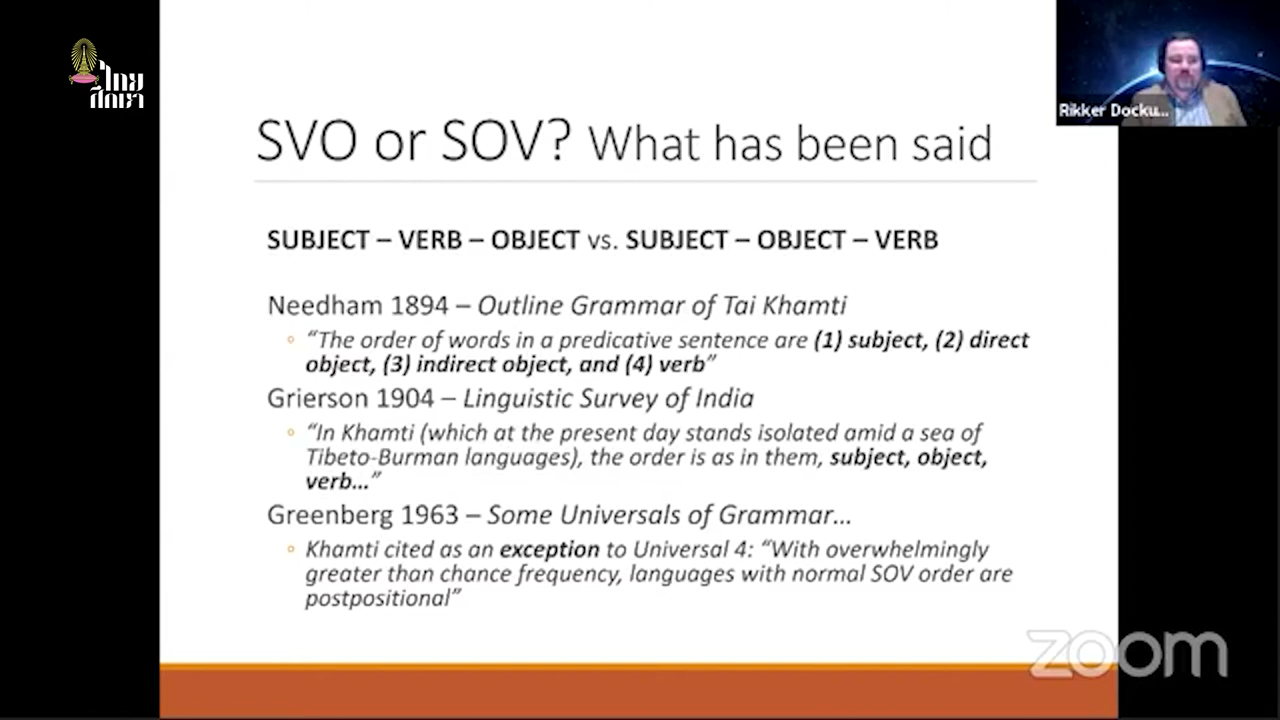 ไทย
ศึกษา
Rikker Docku...
SVO or SOV? What has been said
SUBJECT – VERB – OBJECT vs. SUBJECT – OBJECT – VERB
Needham 1894 – Outline Grammar of Tai Khamti
◦ “The order of words in a predicative sentence are (1) subject, (2) direct
object, (3) indirect object, and (4) verb”
Grierson 1904 – Linguistic Survey of India
◦ “In Khamti (which at the present day stands isolated amid a sea of
Tibeto-Burman languages), the order is as in them, subject, object,
verb…”
Greenberg 1963 – Some Universals of Grammar…
◦ Khamti cited as an exception to Universal 4: “With overwhelmingly
greater than chance frequency, languages with normal SOV order are
postpositional”
zoom